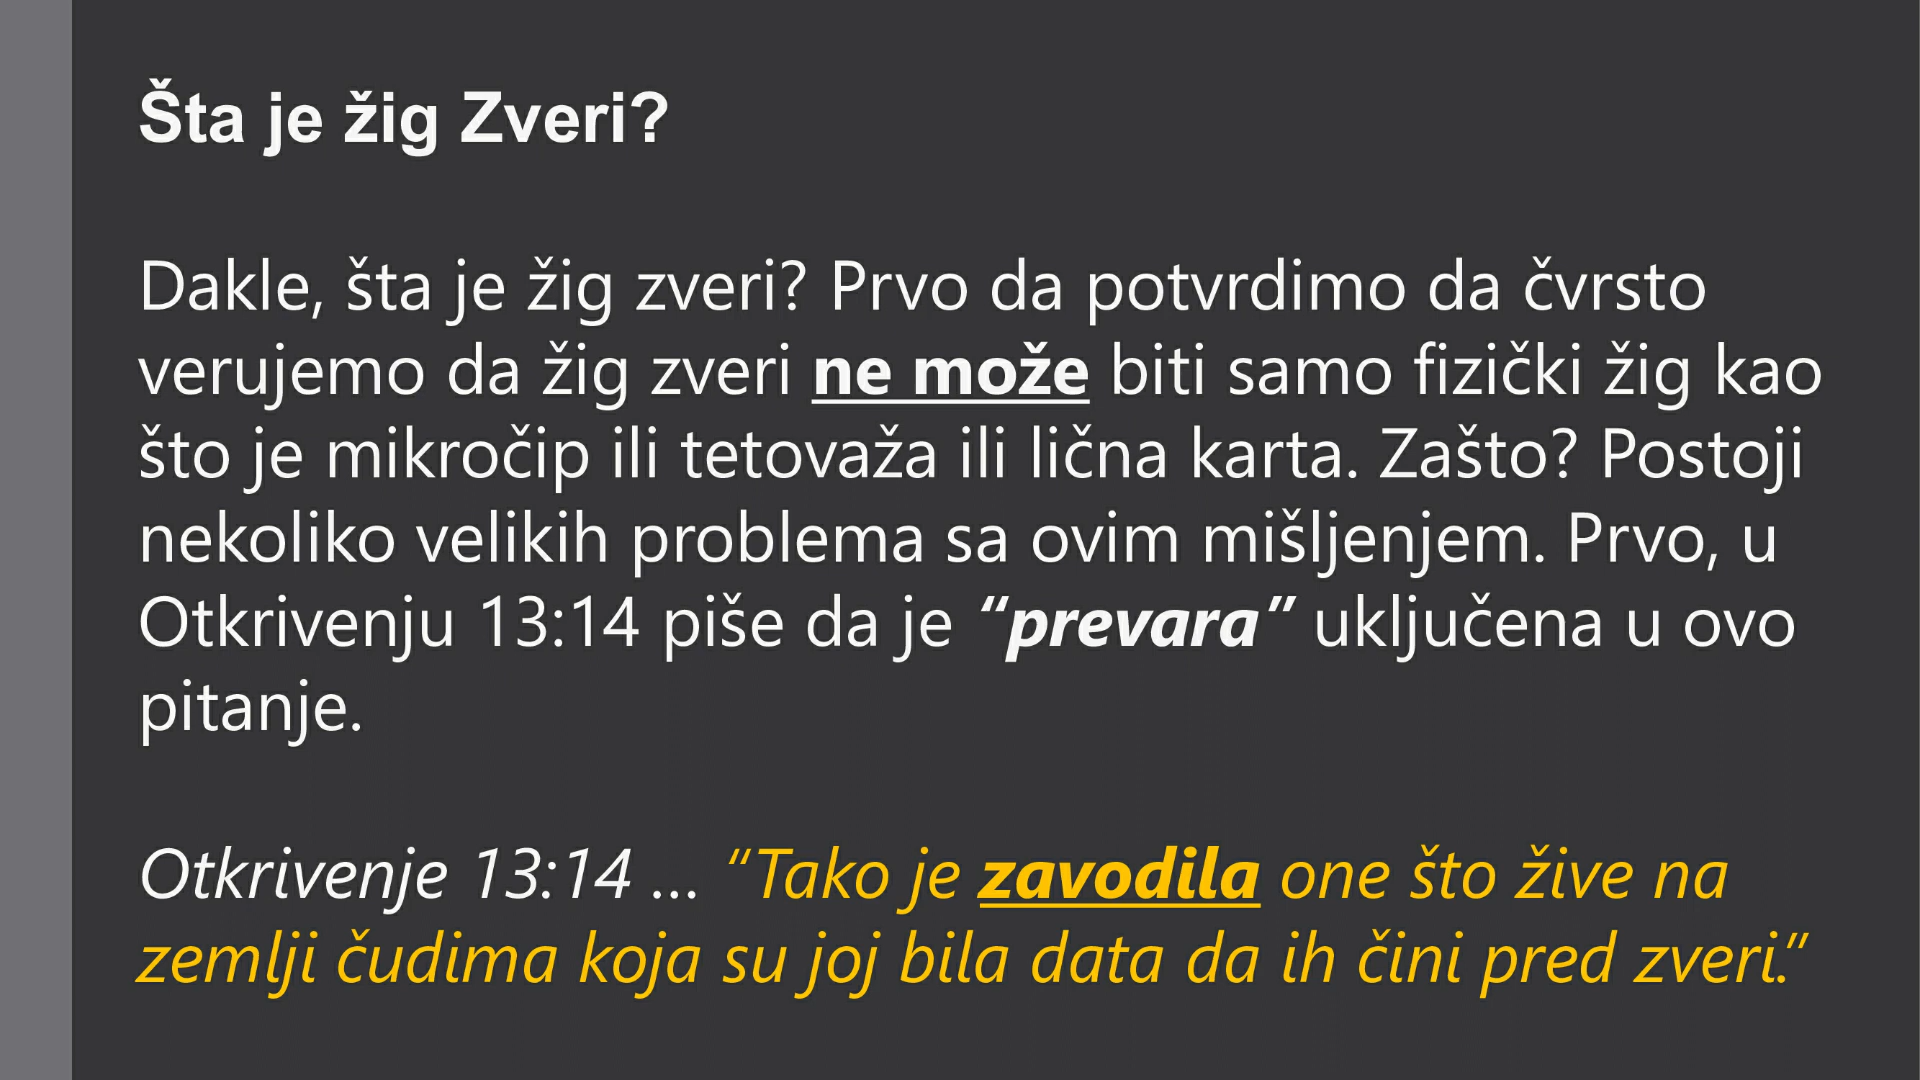 Šta je žig Zveri?
Dakle, šta je žig zveri? Prvo da potvrdimo da čvrsto
verujemo da žig zveri ne može biti samo fizički žig kao
što je mikročip ili tetovaža ili lična karta. Zašto? Postoji
nekoliko velikih problema sa ovim mišljenjem. Prvo, u
Otkrivenju 13:14 piše da je “prevara” uključena u ovo
pitanje.
Otkrivenje 13:14 … “Tako je zavodila one što žive na
zemlji čudima koja su joj bila data da ih čini pred zveri.”